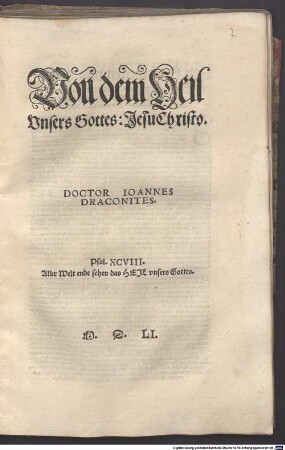 Von dem Heil
Vnsers Gottes: Jesu Christo.
DOCTOR IOANNES
DRACONITES.
Psal. XCVIII.
Aller Welt ende sehen das HEIL vnsers Gottes.
M. D. LI.